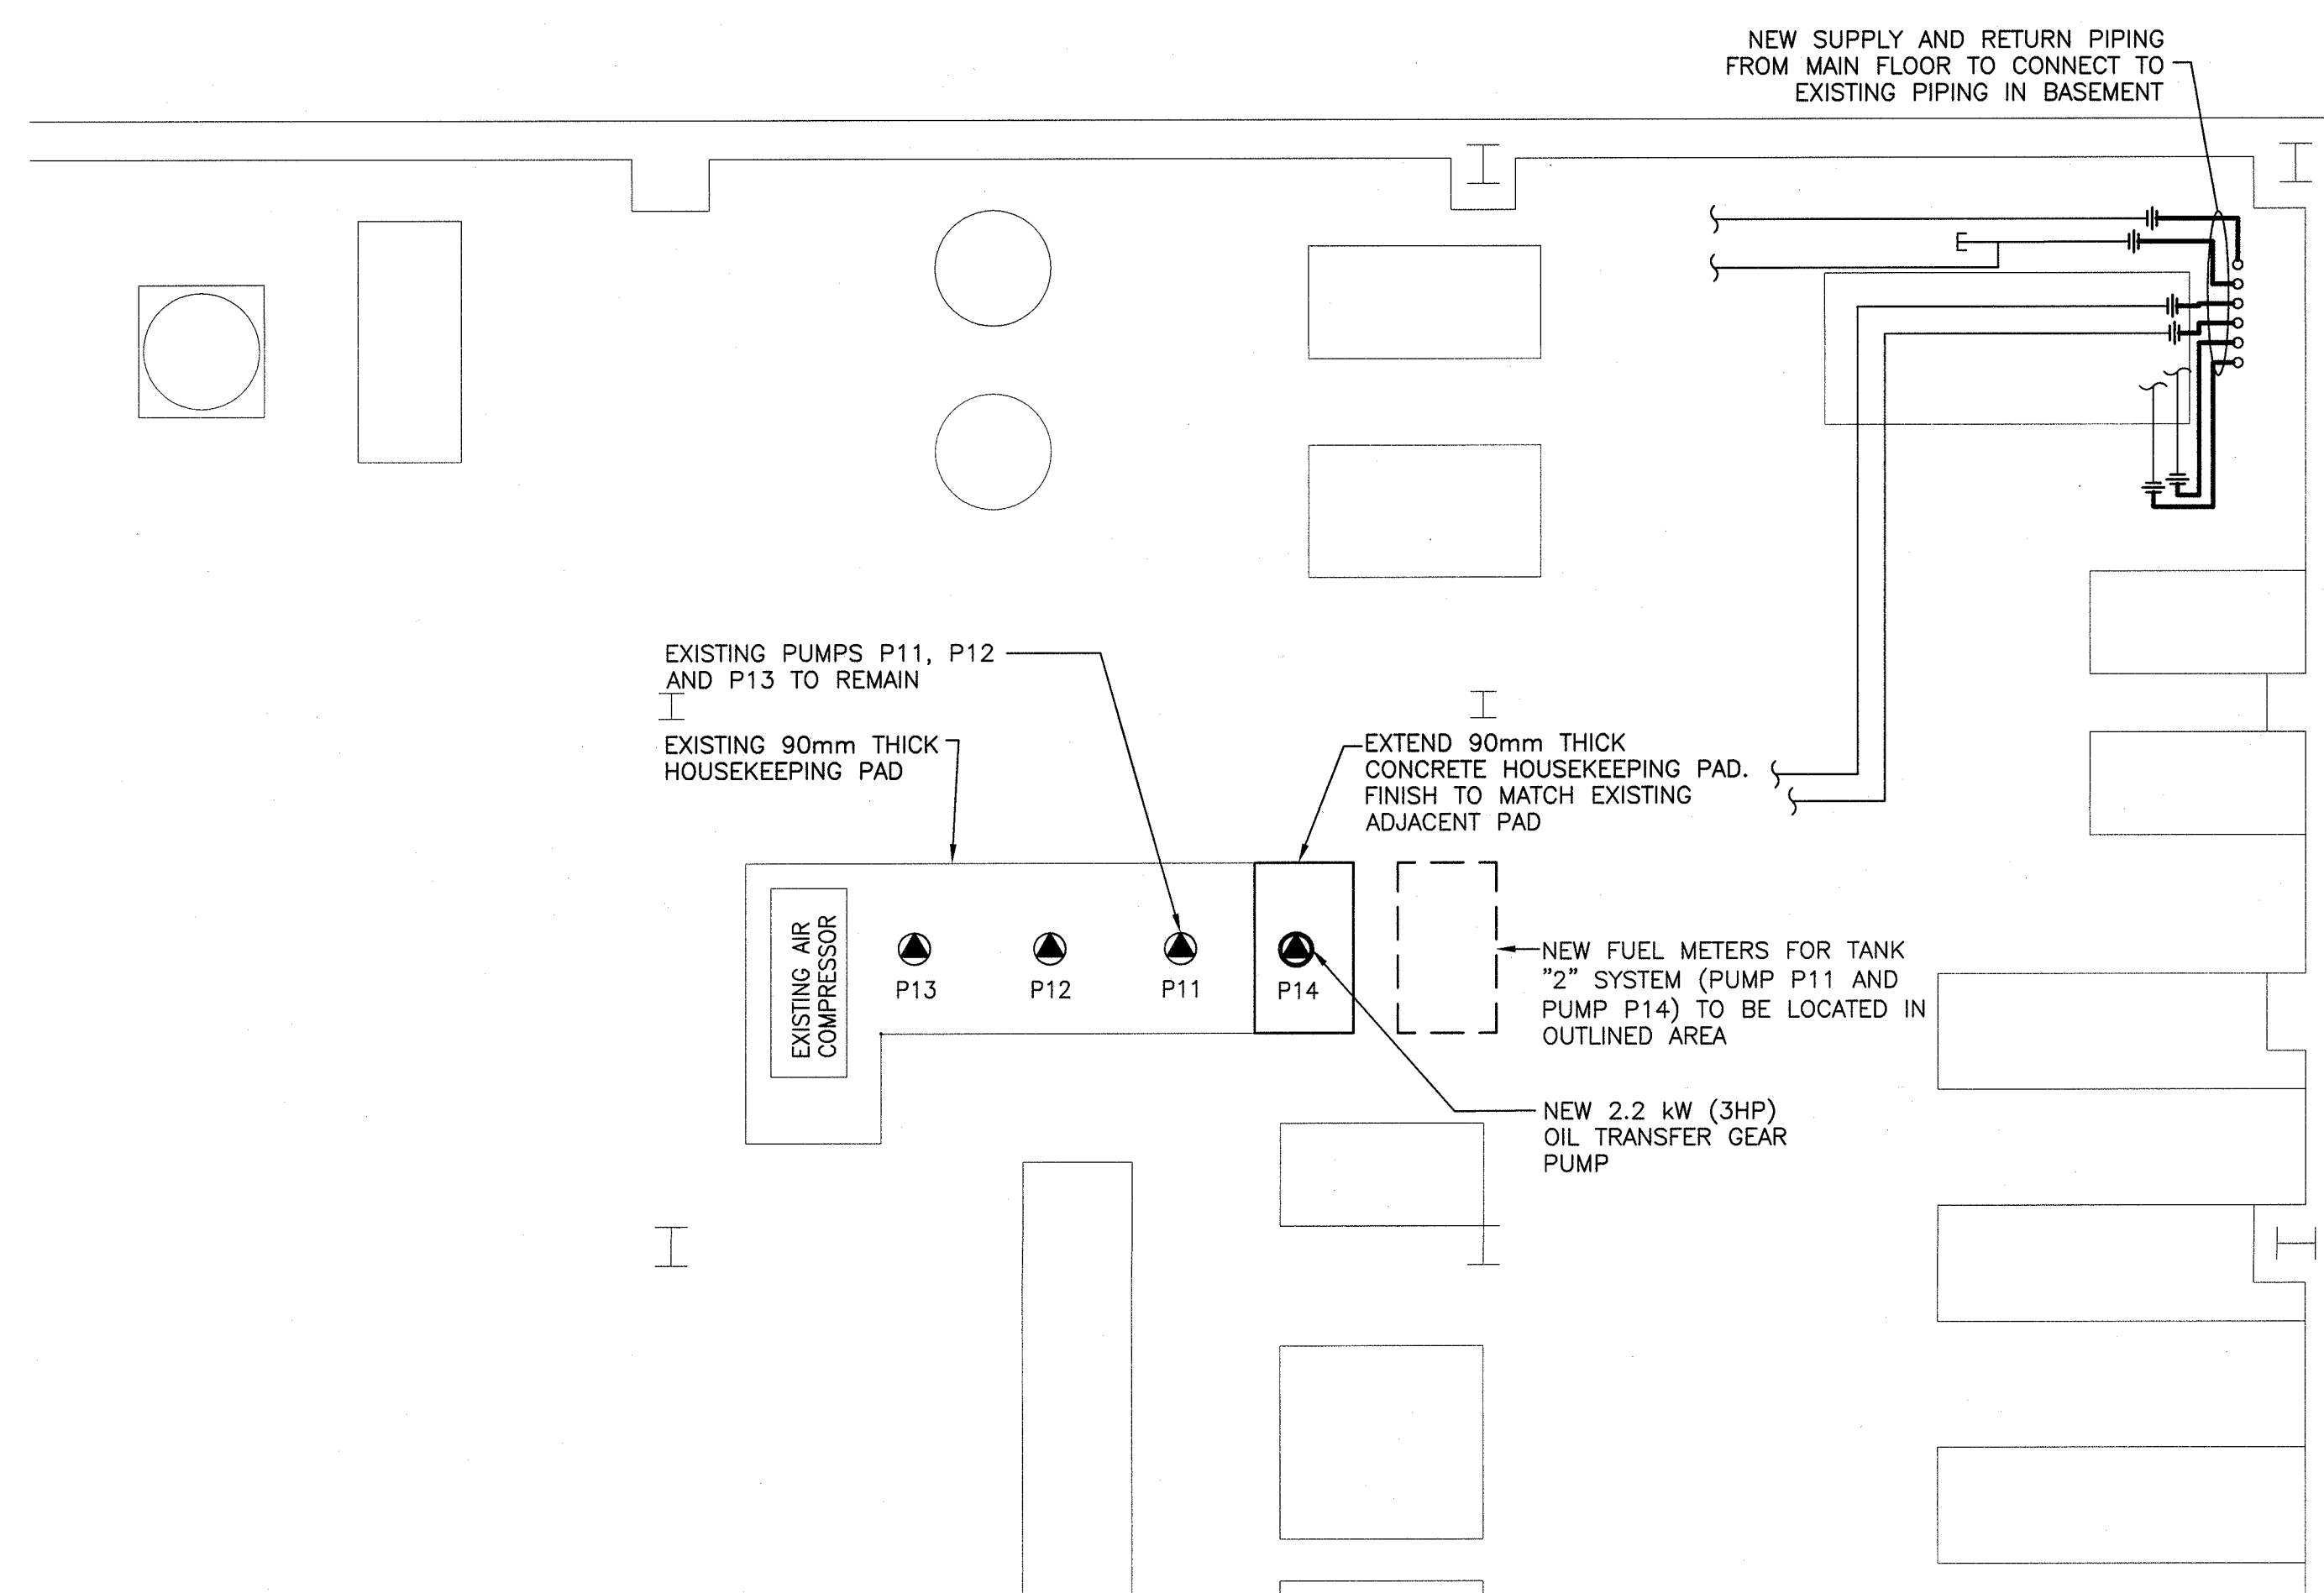 NEW SUPPLY AND RETURN PIPING
FROM MAIN FLOOR TO CONNECT TO
EXISTING PIPING IN BASEMENT
EXISTING PUMPS P11, P12
AND P13 TO REMAIN
EXISTING 90mm THICK
HOUSEKEEPING PAD
EXTEND 90mm THICK
CONCRETE HOUSEKEEPING PAD.
FINISH TO MATCH EXISTING
ADJACENT PAD
EXISTING AIR
COMPRESSOR
P13
P12
P11
P14
NEW FUEL METERS FOR TANK
"2" SYSTEM (PUMP P11 AND
PUMP P14) TO BE LOCATED IN
OUTLINED AREA
NEW 2.2 kW (3HP)
OIL TRANSFER GEAR
PUMP